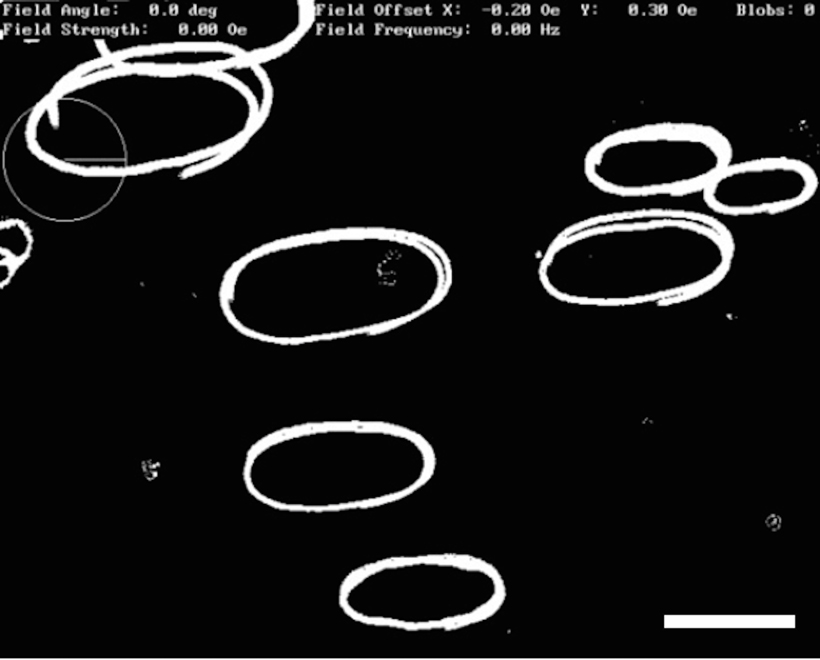 Field Angle: 0.0 deg Field Offset X: -0.20 Oe Y: 0.30 Oe Blobs: 0
Field Strength: 0.00 Oe Field Frequency: 0.00 Hz